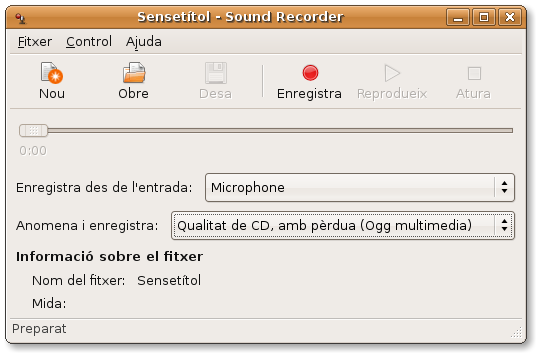 Sensetítol - Sound Recorder
Fitxer Control Ajuda
Nou Obre Desa Enregistra Reprodueix Atura
0:00
Enregistra des de l'entrada: Microphone
Anomena i enregistra: Qualitat de CD, amb pèrdua (Ogg multimedia)
Informació sobre el fitxer
Nom del fitxer: Sensetítol
Mida:
Preparat